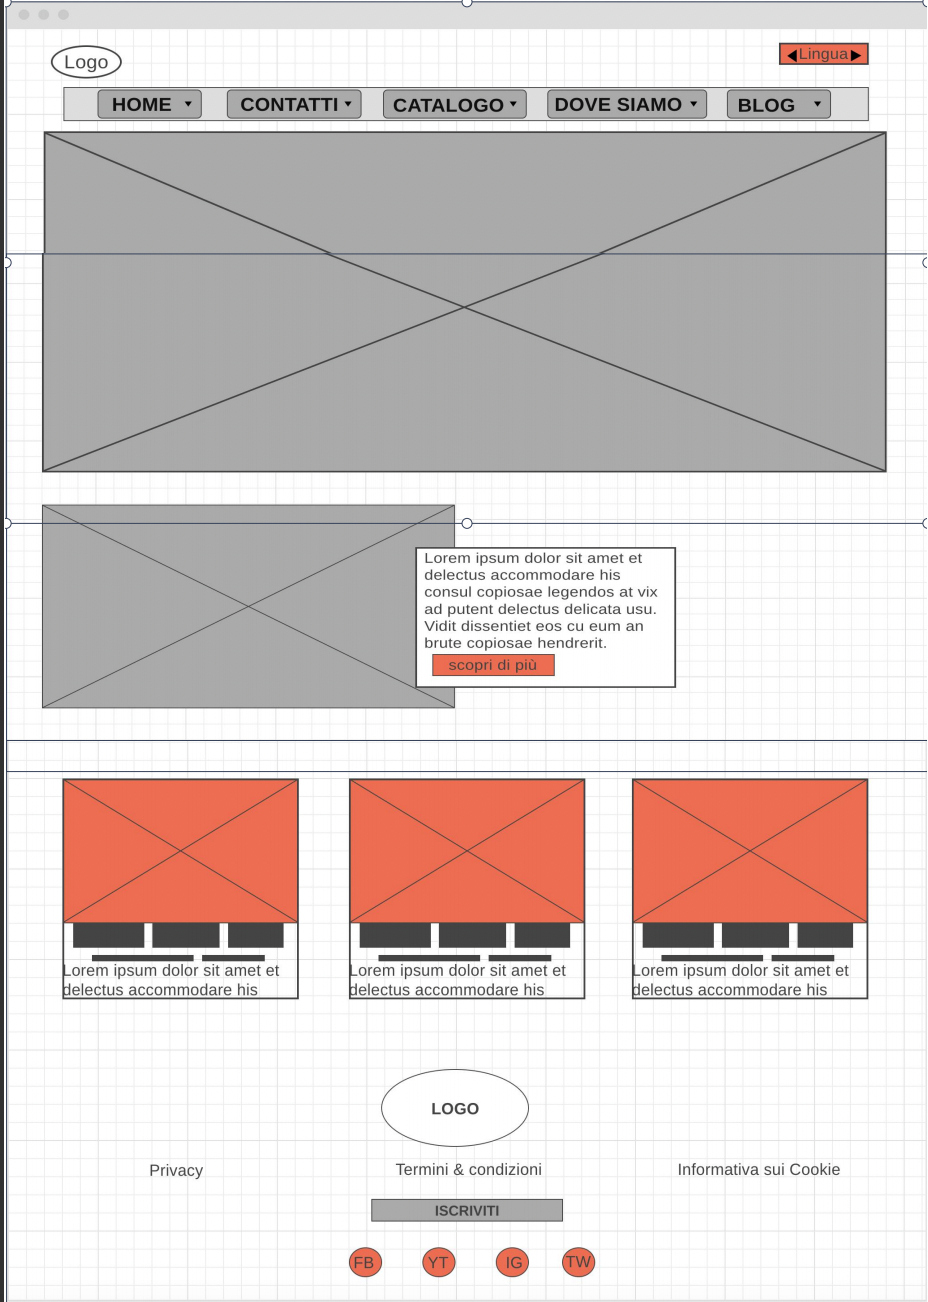 Logo
Lingua
HOME
CONTATTI
CATALOGO
DOVE SIAMO
BLOG
Lorem ipsum dolor sit amet et
delectus accommodare his
consul copiosae legendos at vix
ad putent delectus delicata usu.
Vidit dissentiet eos cu eum an
brute copiosae hendrerit.
scopri di più
Lorem ipsum dolor sit amet et
delectus accommodare his
Lorem ipsum dolor sit amet et
delectus accommodare his
Lorem ipsum dolor sit amet et
delectus accommodare his
LOGO
Privacy
Termini & condizioni
Informativa sui Cookie
ISCRIVITI
FB
YT
IG
TW